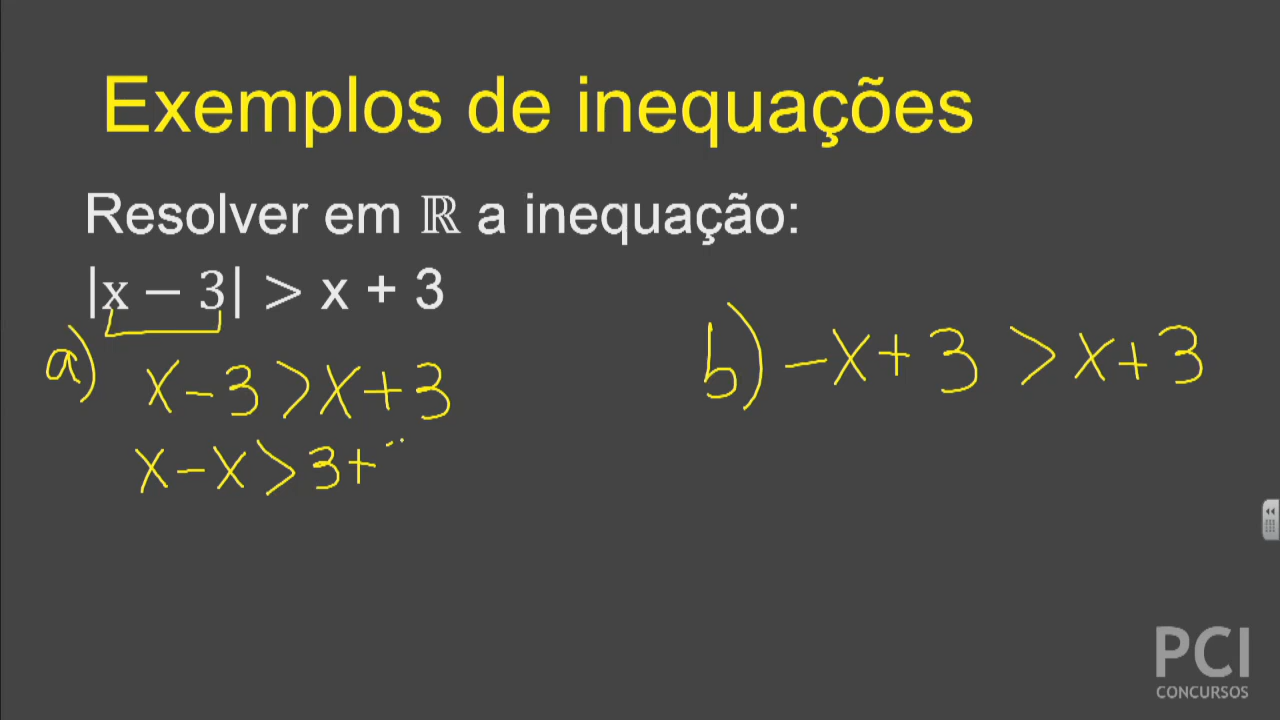 Exemplos de inequações
Resolver em ℝ a inequação:
|x − 3| > x + 3
a) x-3>x+3
x-x>3+
b) -x+3 >x+3
PCI
CONCURSOS